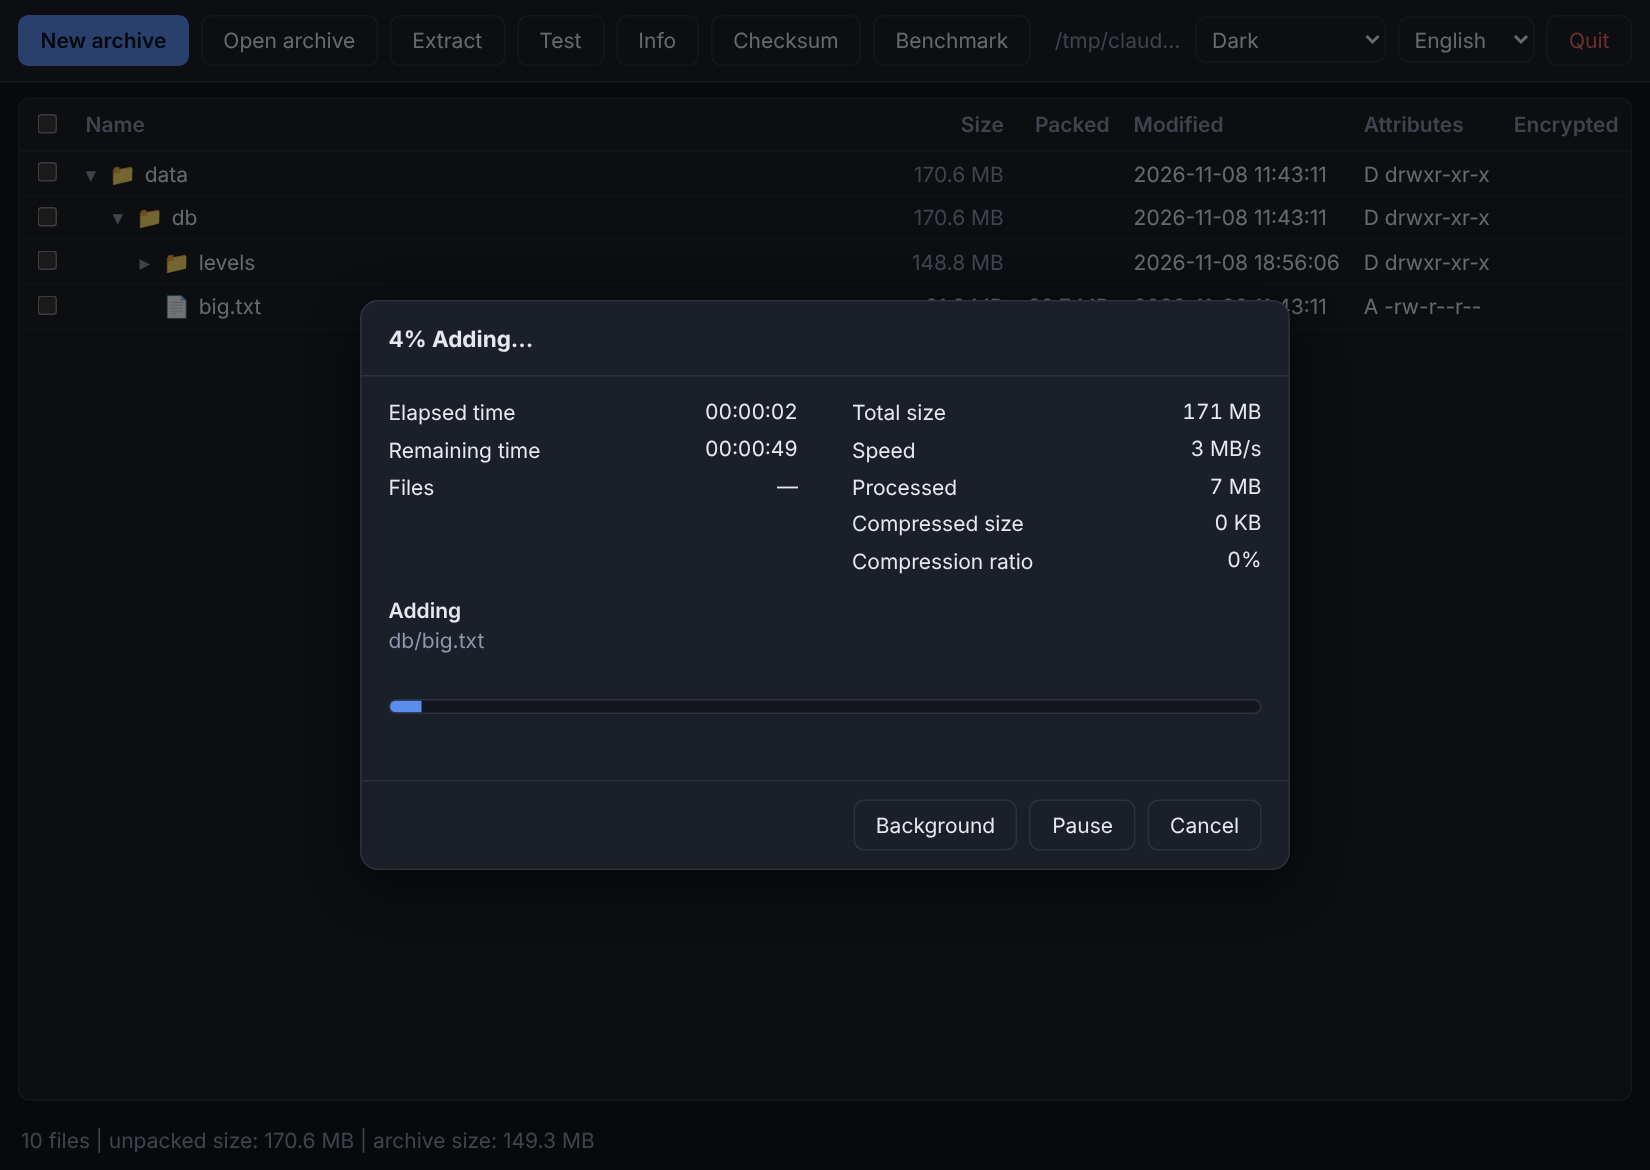 New archive Open archive Extract Test Info Checksum Benchmark /tmp/claud... Dark English Quit
Name Size Packed Modified Attributes Encrypted
data 170.6 MB 2026-11-08 11:43:11 D drwxr-xr-x
db 170.6 MB 2026-11-08 11:43:11 D drwxr-xr-x
levels 148.8 MB 2026-11-08 18:56:06 D drwxr-xr-x
big.txt 43:11 A -rw-r--r--
4% Adding...
Elapsed time 00:00:02 Total size 171 MB
Remaining time 00:00:49 Speed 3 MB/s
Files — Processed 7 MB
Compressed size 0 KB
Compression ratio 0%
Adding
db/big.txt
Background Pause Cancel
10 files | unpacked size: 170.6 MB | archive size: 149.3 MB